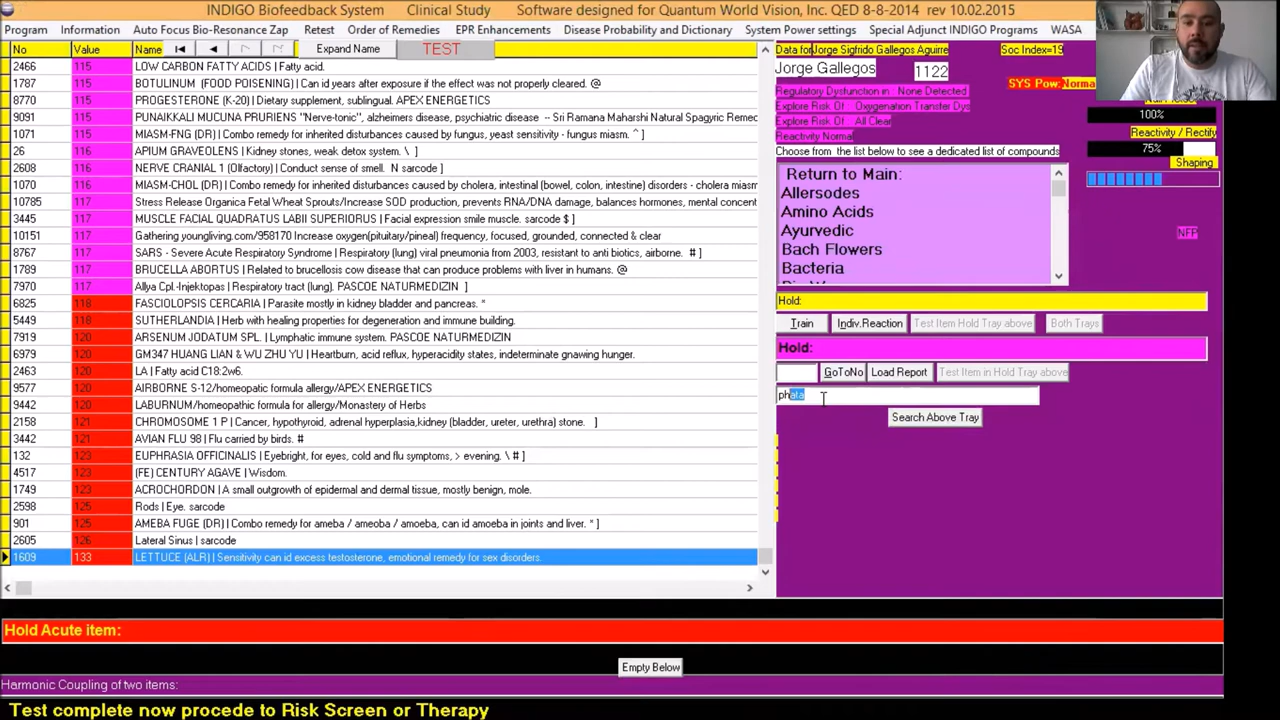 INDIGO Biofeedback System Clinical Study Software designed for Quantum World Vision, Inc. QED 8-8-2014 rev 10.02.2015
Program Information Auto Focus Bio-Resonance Zap Retest Remedies Controller Regulator Menu EPR Enhancements Disease Probability and Dictionary System Power settings Special Adjunct INDIGO Programs WASA
No Value Name Expand Name TEST
2466 115 LOW CARBON FATTY ACIDS | Fatty acid.
1787 115 BOTULINUM (FOOD POISENING) | Can id years after exposure if the effect was not properly cleared. @
8770 115 PROGESTERONE (K-20) | Dietary supplement, sublingual. APEX ENERGETICS
9091 115 PUNAIKKALI MUCUNA PRURIENS "Nerve-tonic", alzheimers disease, psychiatric disease -- Sri Ramana Maharshi Natural Spagyric Remed
1071 115 MIASM-FNG (DR) | Combo remedy for inherited disturbances caused by fungus, yeast sensitivity - fungus miasm. ^ ]
26 116 APIUM GRAVEOLENS | Kidney stones, weak detox system. \ ]
2608 116 NERVE CRANIAL 1 (Olfactory) | Conduct sense of smell. N sarcode ]
1070 116 MIASM-CHOL (DR) | Combo remedy for inherited disturbances caused by cholera, intestinal (bowel, colon, intestine) disorders - cholera miasm
10785 116 Stress Release Organica Fetal Wheat Sprouts/Increase SOD production, prevents RNA/DNA damage, balances hormones, mental concent
3445 116 MUSCLE FACIAL QUADRATUS LABII SUPERIORUS | Facial expression smile muscle. sarcode $ ]
10151 116 Gathering youngliving.com/958170 Increase oxygen(pituitary/pineal) frequency, focused, grounded, connected & clear
8767 116 SARS - Severe Acute Respiratory Syndrome | Respiratory (lung) viral pneumonia from 2003, resistant to anti biotics, airborne. # ]
1789 117 BRUCELLA ABORTUS | Related to brucellosis cow disease that can produce problems with liver in humans. @
7970 117 Allya Cpl.-Injektopas | Respiratory tract (lung). PASCOE NATURMEDIZIN ]
6825 118 FASCIOLOPSIS CERCARIA | Parasite mostly in kidney bladder and pancreas. *
5449 118 SUTHERLANDIA | Herb with healing properties for degeneration and immune building.
7919 120 ARSENUM JODATUM SPL. | Lymphatic immune system. PASCOE NATURMEDIZIN
6979 120 GM347 HUANG LIAN & WU ZHU YU | Heartburn, acid reflux, hyperacidity states, indeterminate gnawing hunger.
2463 120 LA | Fatty acid C18:2w6.
9577 120 AIRBORNE S-12/homeopathic formula allergy/APEX ENERGETICS
9442 120 LABURNUM/homeopathic formula for allergy/Monastery of Herbs
2158 121 CHROMOSOME 1 P | Cancer, hypothyroid, adrenal hyperplasia,kidney (bladder, ureter, urethra) stone. ]
3442 121 AVIAN FLU 98 | Flu carried by birds. #
132 123 EUPHRASIA OFFICINALIS | Eyebright, for eyes, cold and flu symptoms, > evening. \ # ]
4517 123 (FE) CENTURY AGAVE | Wisdom.
1749 123 ACROCHORDON | A small outgrowth of epidermal and dermal tissue, mostly benign, mole.
2598 125 Rods | Eye. sarcode
901 125 AMEBA FUGE (DR) | Combo remedy for ameba / ameoba / amoeba, can id amoeba in joints and liver. * ]
2605 126 Lateral Sinus | sarcode
1609 133 LETTUCE (ALR) | Sensitivity can id excess testosterone, emotional remedy for sex disorders.
Data for Jorge Sigfrido Gallegos Aguirre Soc Index=19
Jorge Gallegos 1122
SYS Pow: Norma
Regulatory Dysfunction in : None Detected
Explore Risk Of : Oxygenation Transfer Dys
Explore Risk Of : All Clear
Reactivity Normal
Choose from the list below to see a dedicated list of compounds
100%
Reactivity / Rectify
75%
Shaping
NFP
Return to Main:
Allersodes
Amino Acids
Ayurvedic
Bach Flowers
Bacteria
Hold:
Train Indiv.Reaction Test Item Hold Tray above Both Trays
Hold:
GoToNo Load Report Test Item in Hold Tray above
Search Above Tray
Hold Acute item:
Empty Below
Harmonic Coupling of two items:
Test complete now procede to Risk Screen or Therapy